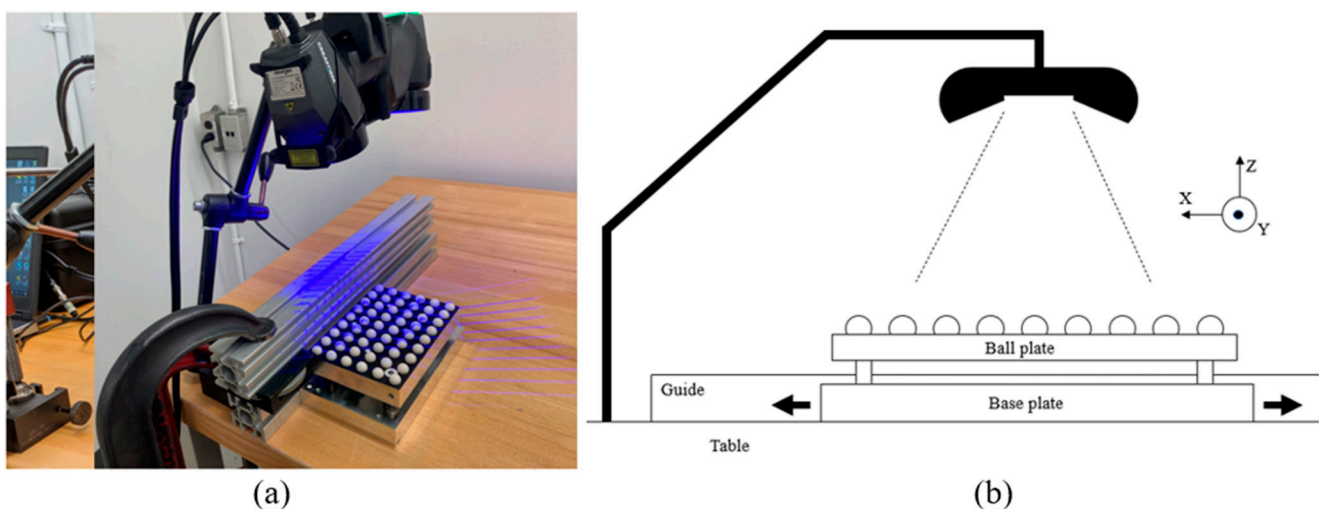 Z
X
Y
Ball plate
Guide
Base plate
Table
(a)
(b)